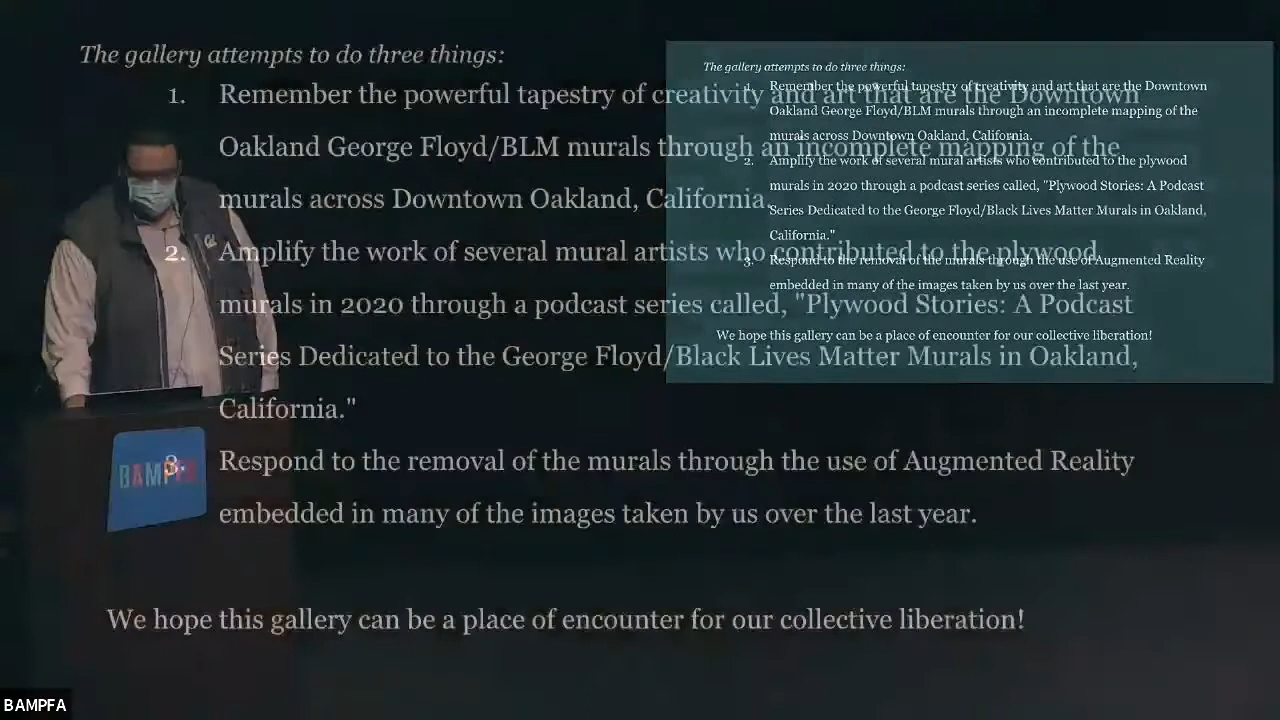 The gallery attempts to do three things:
1. Remember the powerful tapestry of creativity and art that are the Downtown
Oakland George Floyd/BLM murals through an incomplete mapping of the
murals across Downtown Oakland, California.
2. Amplify the work of several mural artists who contributed to the plywood
murals in 2020 through a podcast series called, "Plywood Stories: A Podcast
Series Dedicated to the George Floyd/Black Lives Matter Murals in Oakland,
California."
3. Respond to the removal of the murals through the use of Augmented Reality
embedded in many of the images taken by us over the last year.
We hope this gallery can be a place of encounter for our collective liberation!
The gallery attempts to do three things:
1. Remember the powerful tapestry of creativity and art that are the Downtown
Oakland George Floyd/BLM murals through an incomplete mapping of the
murals across Downtown Oakland, California.
2. Amplify the work of several mural artists who contributed to the plywood
murals in 2020 through a podcast series called, "Plywood Stories: A Podcast
Series Dedicated to the George Floyd/Black Lives Matter Murals in Oakland,
California."
3. Respond to the removal of the murals through the use of Augmented Reality
embedded in many of the images taken by us over the last year.
We hope this gallery can be a place of encounter for our collective liberation!
BAMPFA
BAMPFA